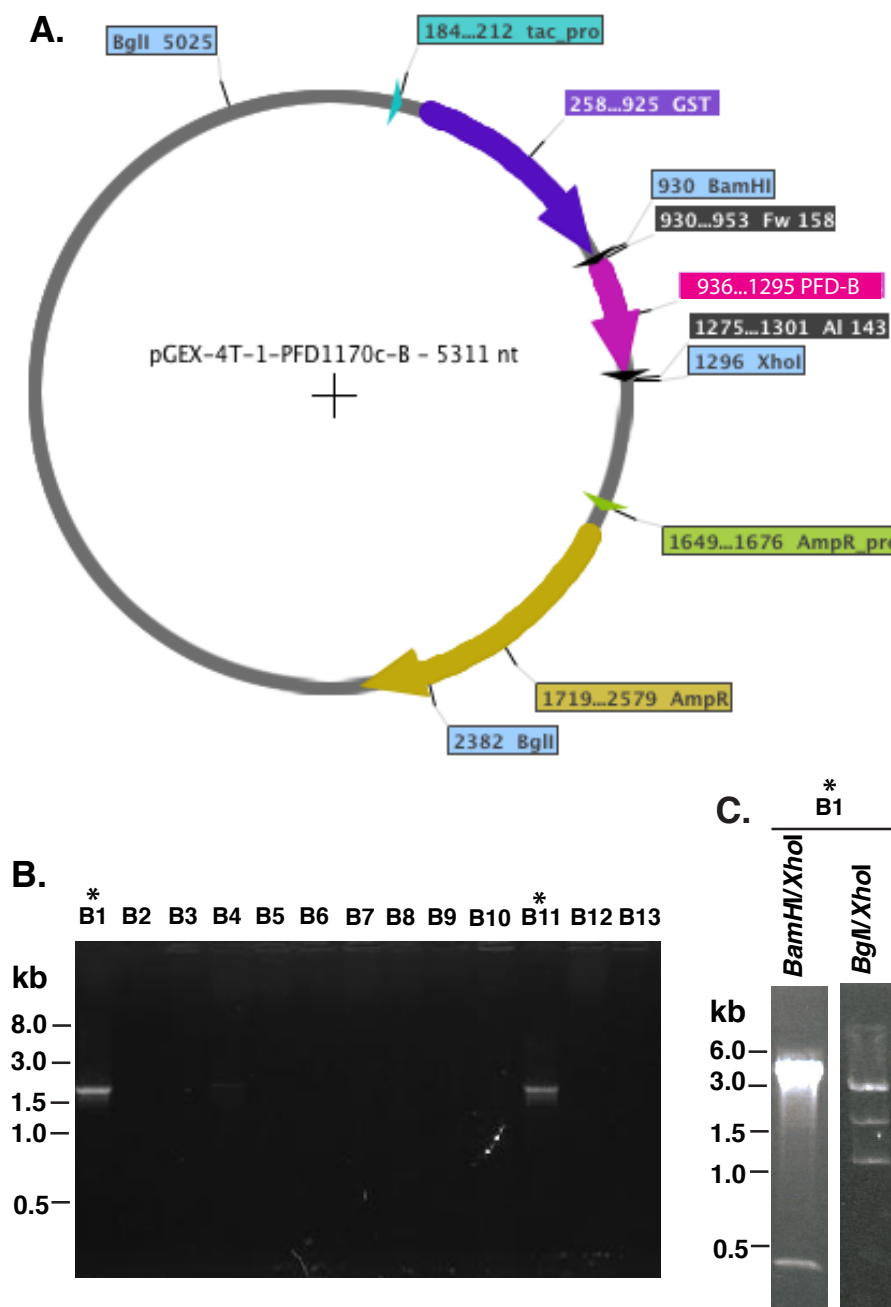 A.
BglI 5025
184...212 tac_pro
258...925 GST
930 BamHI
930...953 Fw 158
936...1295 PFD-B
1275...1301 Al 143
1296 XhoI
pGEX-4T-1-PFD1170c-B - 5311 nt
1649...1676 AmpR_pro
1719...2579 AmpR
2382 BglI
B.
* *
B1 B2 B3 B4 B5 B6 B7 B8 B9 B10 B11 B12 B13
kb
8.0
3.0
1.5
1.0
0.5
C.
*
B1
BamHI/XhoI
BglI/XhoI
kb
6.0
3.0
1.5
1.0
0.5